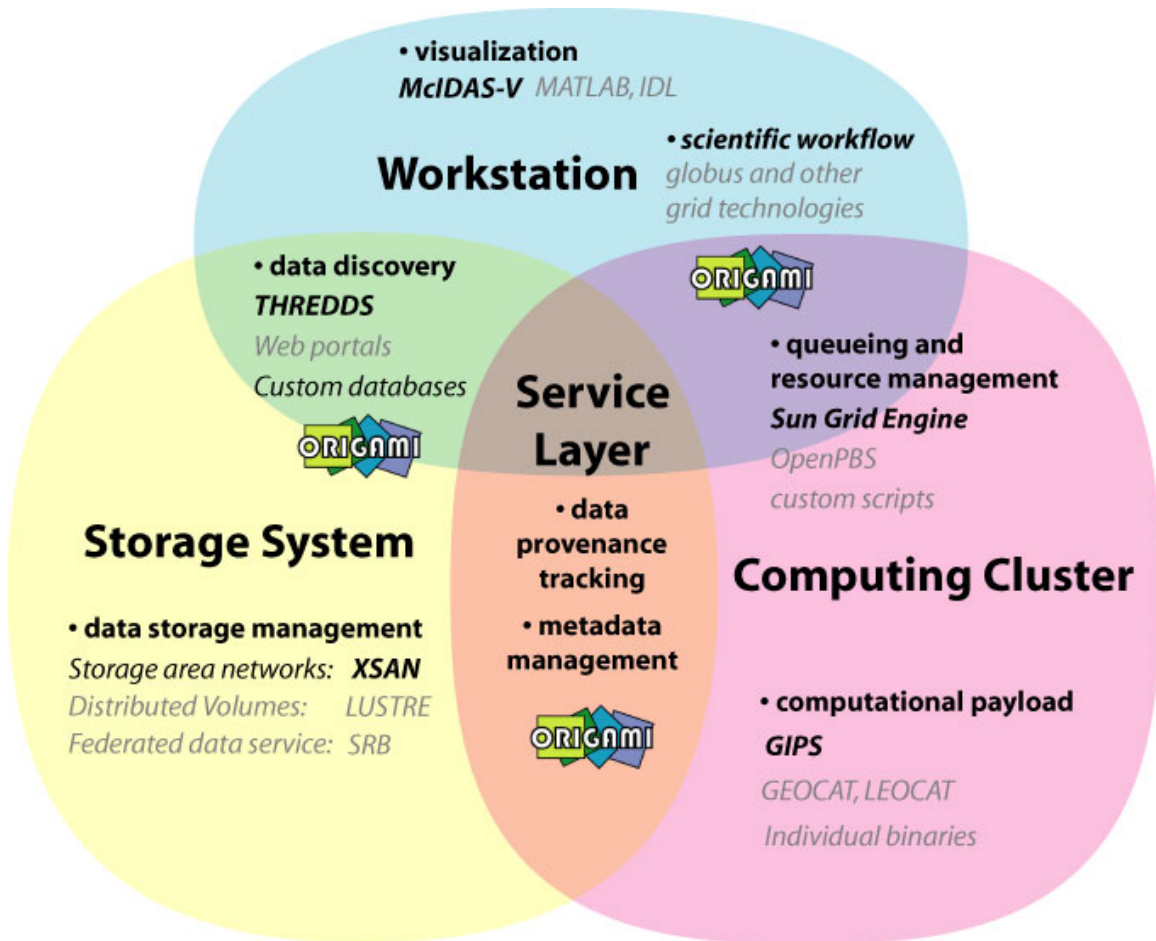 • visualization
McIDAS-V MATLAB, IDL
Workstation
• scientific workflow
globus and other
grid technologies
ORIGAMI
• data discovery
THREDDS
Web portals
Custom databases
ORIGAMI
Service
Layer
• queueing and
resource management
Sun Grid Engine
OpenPBS
custom scripts
Storage System
• data
provenance
tracking
• metadata
management
ORIGAMI
Computing Cluster
• data storage management
Storage area networks: XSAN
Distributed Volumes: LUSTRE
Federated data service: SRB
• computational payload
GIPS
GEOCAT, LEOCAT
Individual binaries